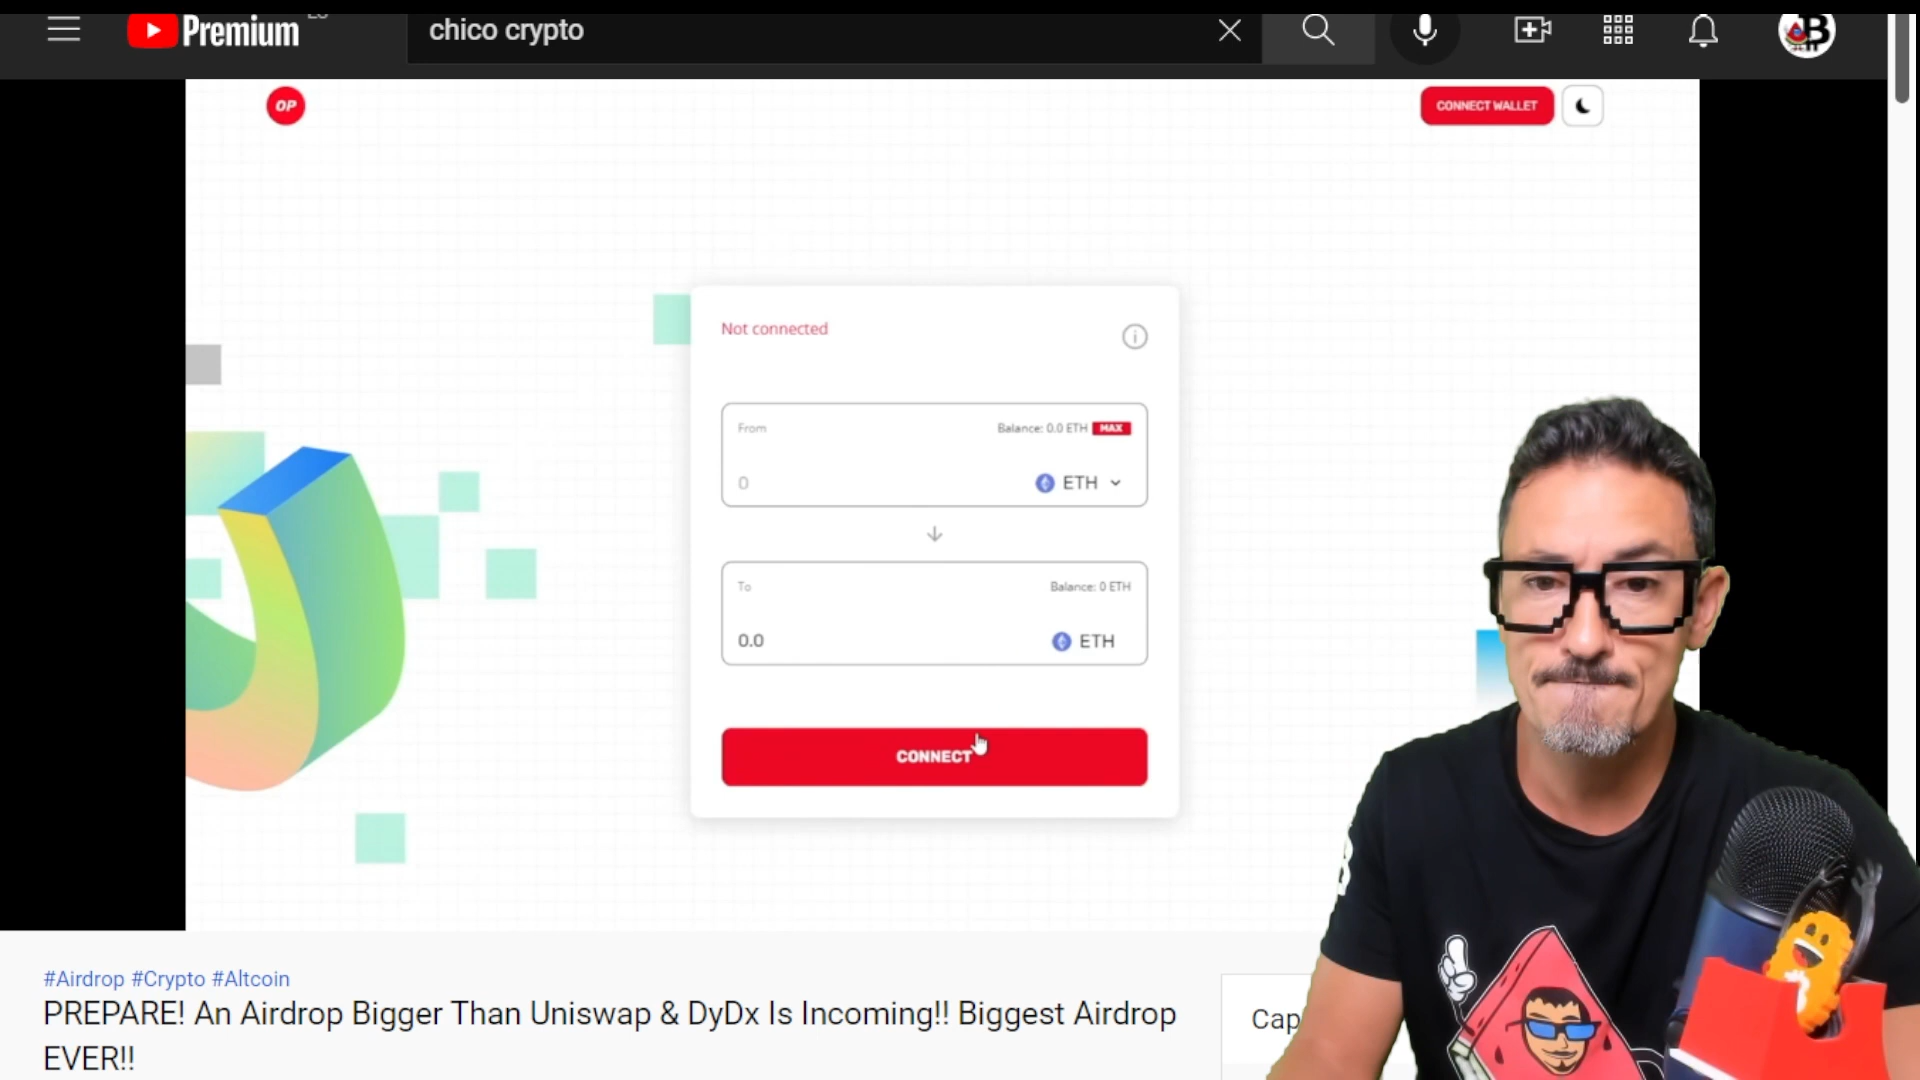 Premium
chico crypto
OP
CONNECT WALLET
Not connected
From
Balance: 0.0 ETH MAX
0
ETH
To
Balance: 0 ETH
0.0
ETH
CONNECT
#Airdrop #Crypto #Altcoin
PREPARE! An Airdrop Bigger Than Uniswap & DyDx Is Incoming!! Biggest Airdrop
EVER!!
Cap